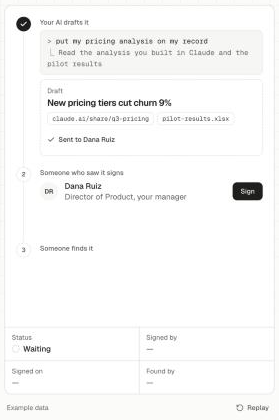 Your AI drafts it
> put my pricing analysis on my record
Read the analysis you built in Claude and the
pilot results
Draft
New pricing tiers cut churn 9%
claude.ai/share/q3-pricing pilot-results.xlsx
Sent to Dana Ruiz
2 Someone who saw it signs
DR Dana Ruiz
Director of Product, your manager
Sign
3 Someone finds it
Status Signed by
Waiting —
Signed on Found by
— —
Example data Replay